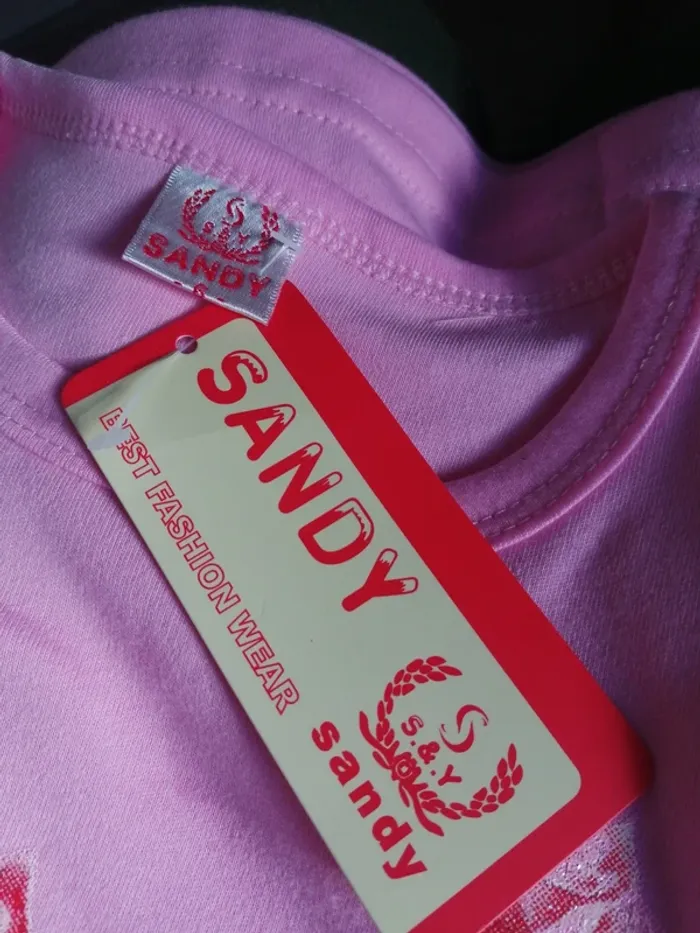 S
S & Y
SANDY
- S -
SANDY
BEST FASHION WEAR
S
S.&.Y
sandy